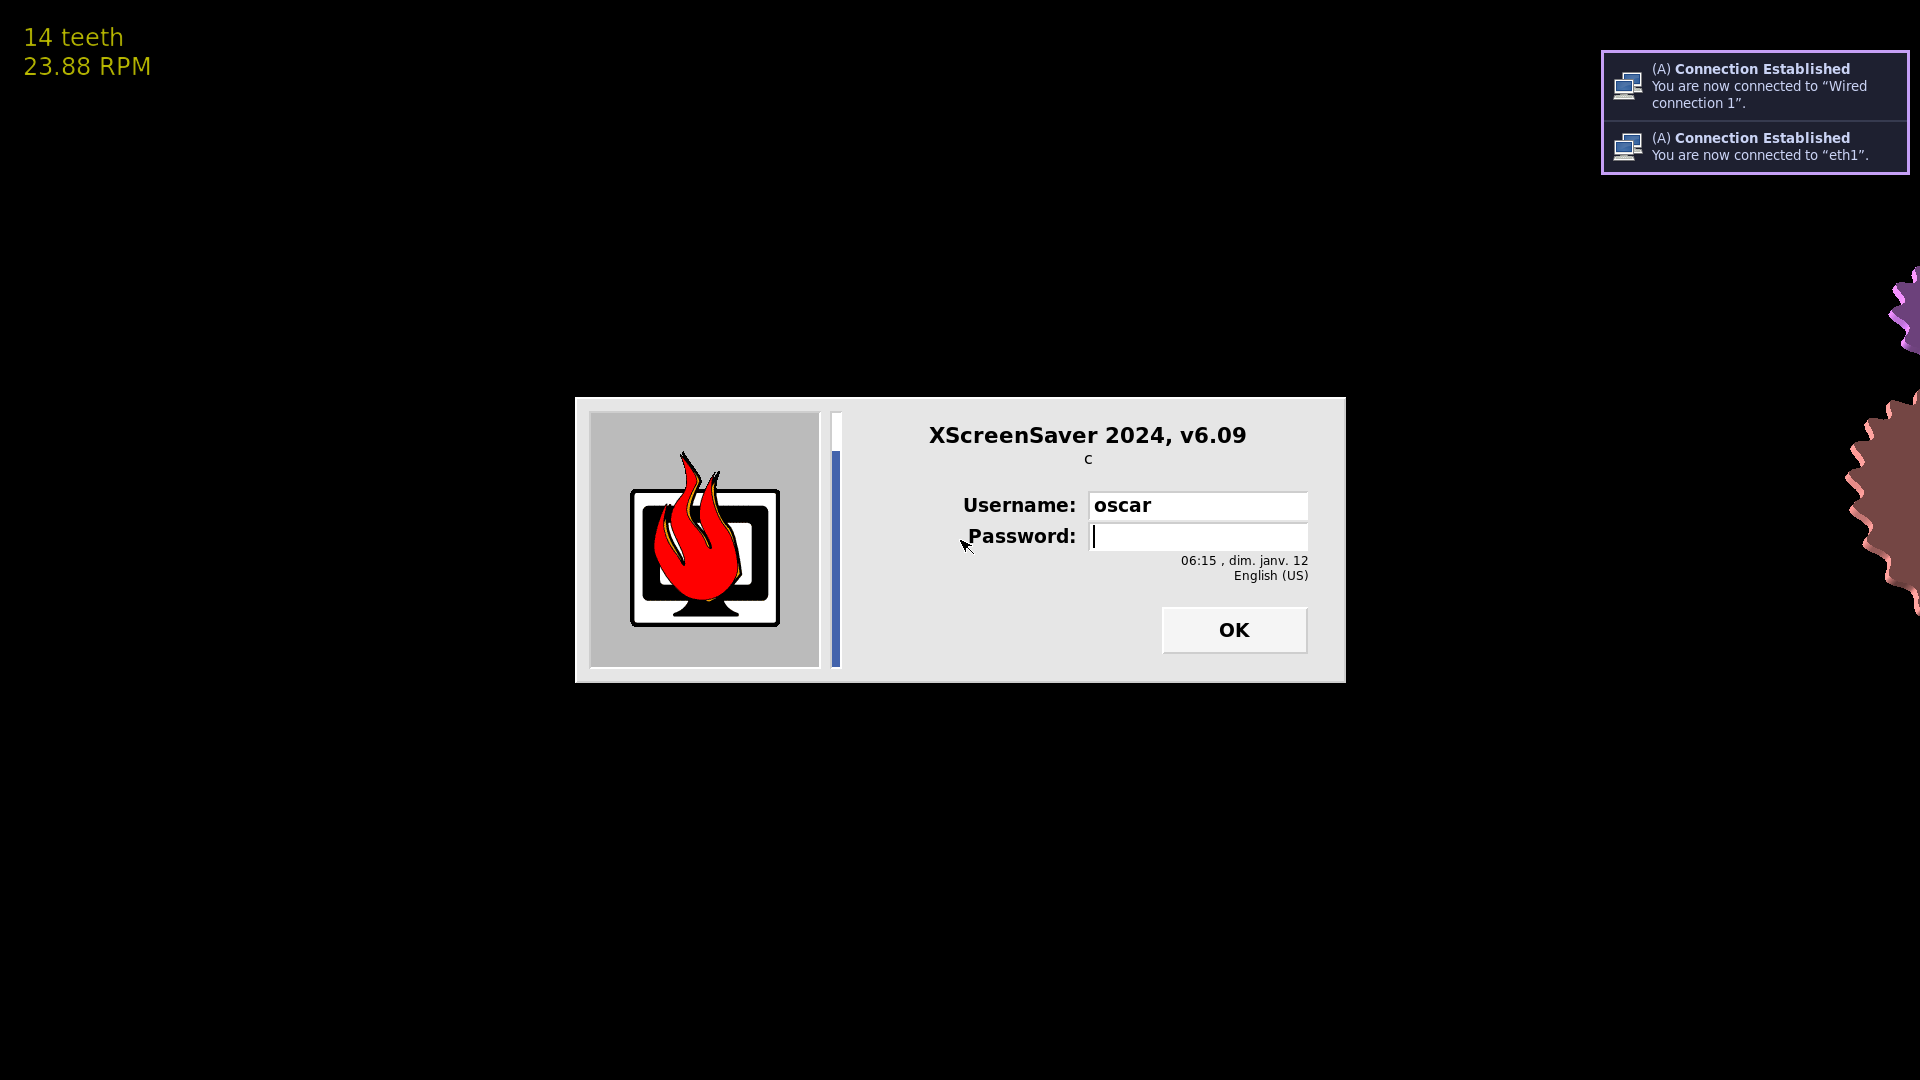 14 teeth
23.88 RPM
(A) Connection Established
You are now connected to “Wired
connection 1”.
(A) Connection Established
You are now connected to “eth1”.
XScreenSaver 2024, v6.09
c
Username: oscar
Password:
06:15 , dim. janv. 12
English (US)
OK